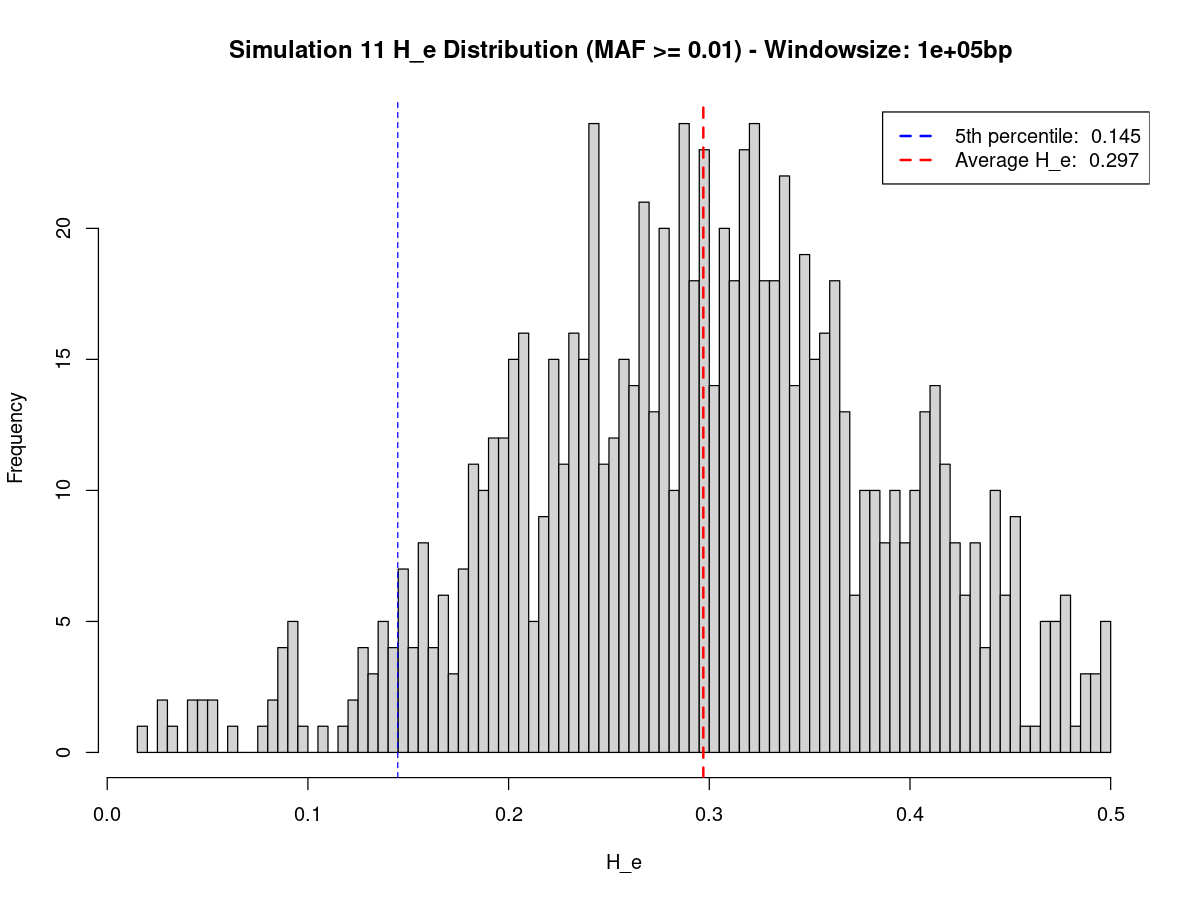 Simulation 11 H_e Distribution (MAF >= 0.01) - Windowsize: 1e+05bp
5th percentile: 0.145
Average H_e: 0.297
Frequency
20
15
10
5
0
0.0 0.1 0.2 0.3 0.4 0.5
H_e